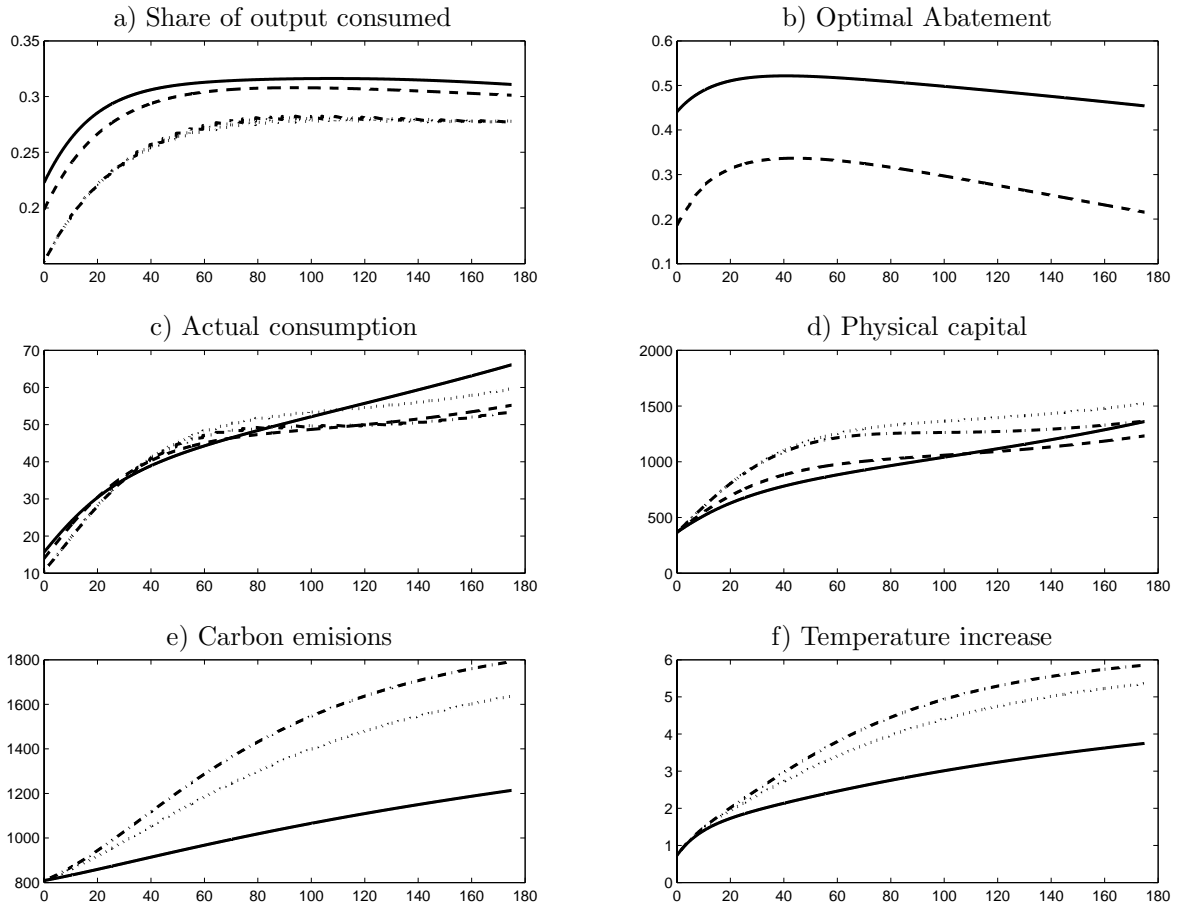 a) Share of output consumed
0.35
0.3
0.25
0.2
0 20 40 60 80 100 120 140 160 180
b) Optimal Abatement
0.6
0.5
0.4
0.3
0.2
0.1
0 20 40 60 80 100 120 140 160 180
c) Actual consumption
70
60
50
40
30
20
10
0 20 40 60 80 100 120 140 160 180
d) Physical capital
2000
1500
1000
500
0
0 20 40 60 80 100 120 140 160 180
e) Carbon emisions
1800
1600
1400
1200
1000
800
0 20 40 60 80 100 120 140 160 180
f) Temperature increase
6
5
4
3
2
1
0
0 20 40 60 80 100 120 140 160 180